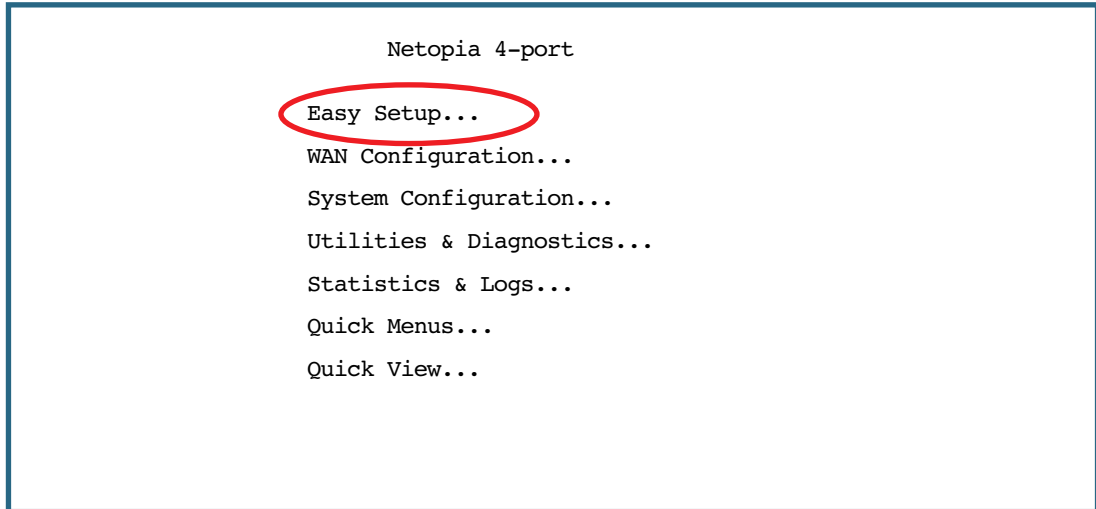 Netopia 4-port
Easy Setup...
WAN Configuration...
System Configuration...
Utilities & Diagnostics...
Statistics & Logs...
Quick Menus...
Quick View...